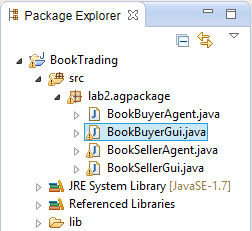 Package Explorer
BookTrading
src
lab2.agpackage
BookBuyerAgent.java
BookBuyerGui.java
BookSellerAgent.java
BookSellerGui.java
JRE System Library [JavaSE-1.7]
Referenced Libraries
lib